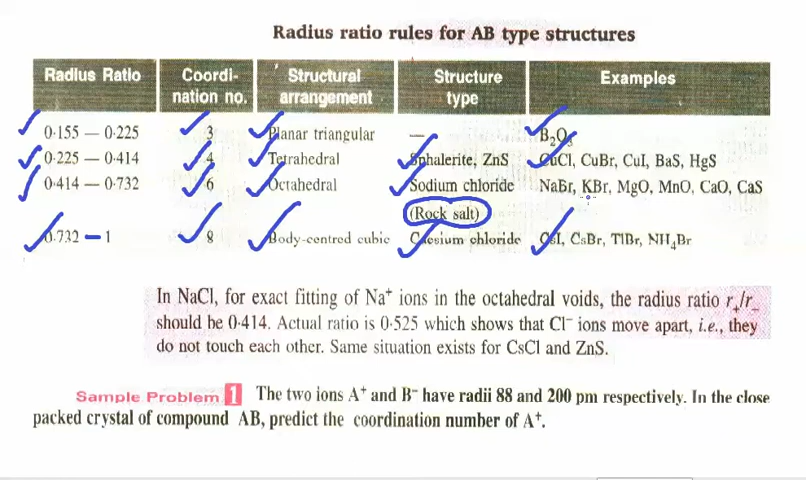 Radius ratio rules for AB type structures
Radius Ratio Coordi-nation no. Structural arrangement Structure type Examples
0·155 — 0·225 3 Planar triangular — B₂O₃
0·225 — 0·414 4 Tetrahedral Sphalerite, ZnS CuCl, CuBr, CuI, BaS, HgS
0·414 — 0·732 6 Octahedral Sodium chloride NaBr, KBr, MgO, MnO, CaO, CaS
(Rock salt)
0·732 – 1 8 Body-centred cubic Caesium chloride CsI, CsBr, TlBr, NH₄Br
In NaCl, for exact fitting of Na⁺ ions in the octahedral voids, the radius ratio r₊/r₋
should be 0·414. Actual ratio is 0·525 which shows that Cl⁻ ions move apart, i.e., they
do not touch each other. Same situation exists for CsCl and ZnS.
Sample Problem 1 The two ions A⁺ and B⁻ have radii 88 and 200 pm respectively. In the close
packed crystal of compound AB, predict the coordination number of A⁺.